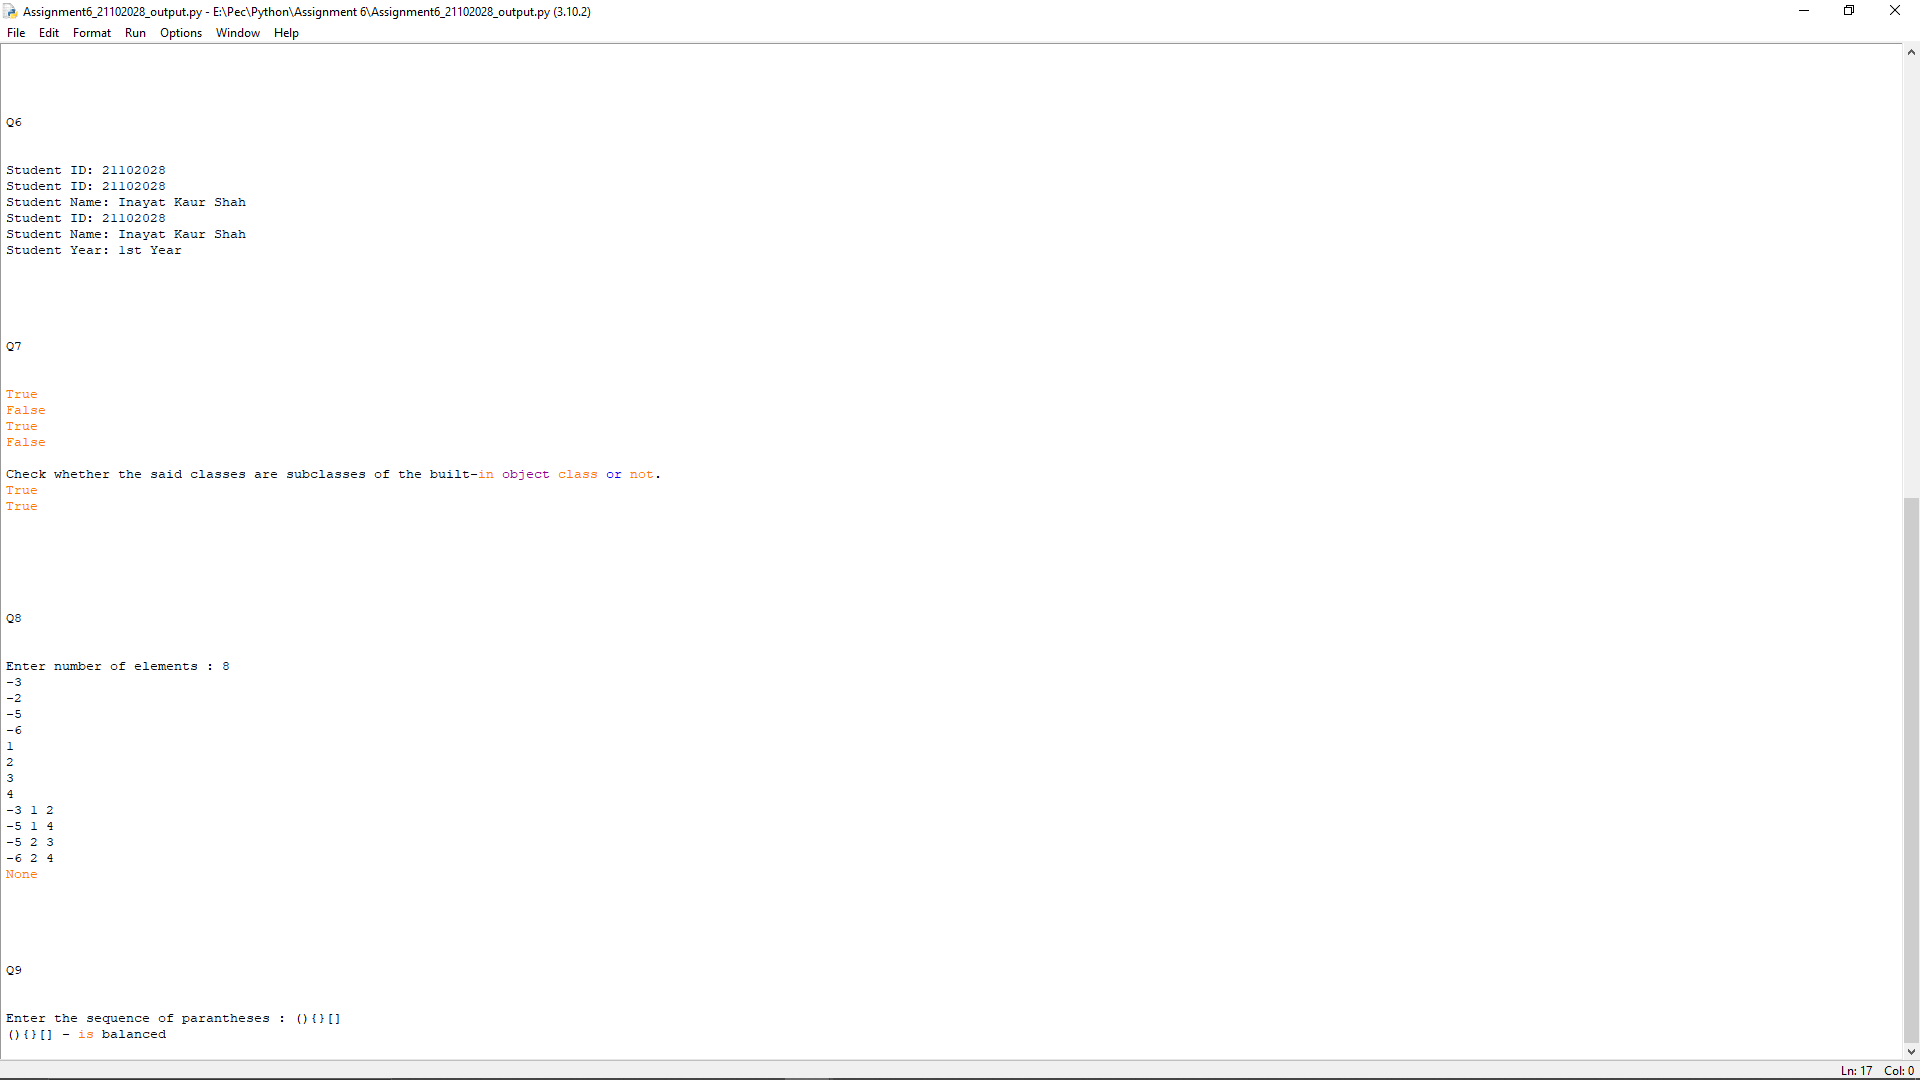 Assignment6_21102028_output.py - E:\Pec\Python\Assignment 6\Assignment6_21102028_output.py (3.10.2)
File Edit Format Run Options Window Help
Q6
Student ID: 21102028
Student ID: 21102028
Student Name: Inayat Kaur Shah
Student ID: 21102028
Student Name: Inayat Kaur Shah
Student Year: 1st Year
Q7
True
False
True
False
Check whether the said classes are subclasses of the built-in object class or not.
True
True
Q8
Enter number of elements : 8
-3
-2
-5
-6
1
2
3
4
-3 1 2
-5 1 4
-5 2 3
-6 2 4
None
Q9
Enter the sequence of parantheses : (){}[]
(){}[] - is balanced
Ln: 17 Col: 0